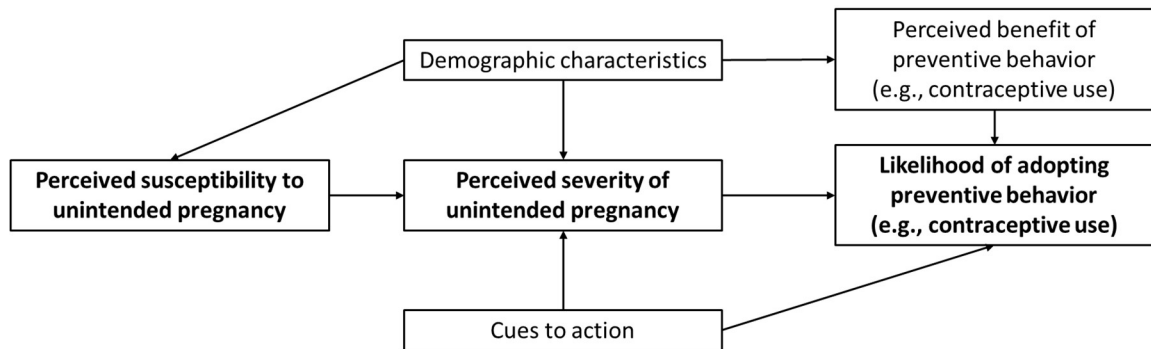 Perceived benefit of
preventive behavior
(e.g., contraceptive use)
Demographic characteristics
Perceived susceptibility to
unintended pregnancy
Perceived severity of
unintended pregnancy
Likelihood of adopting
preventive behavior
(e.g., contraceptive use)
Cues to action